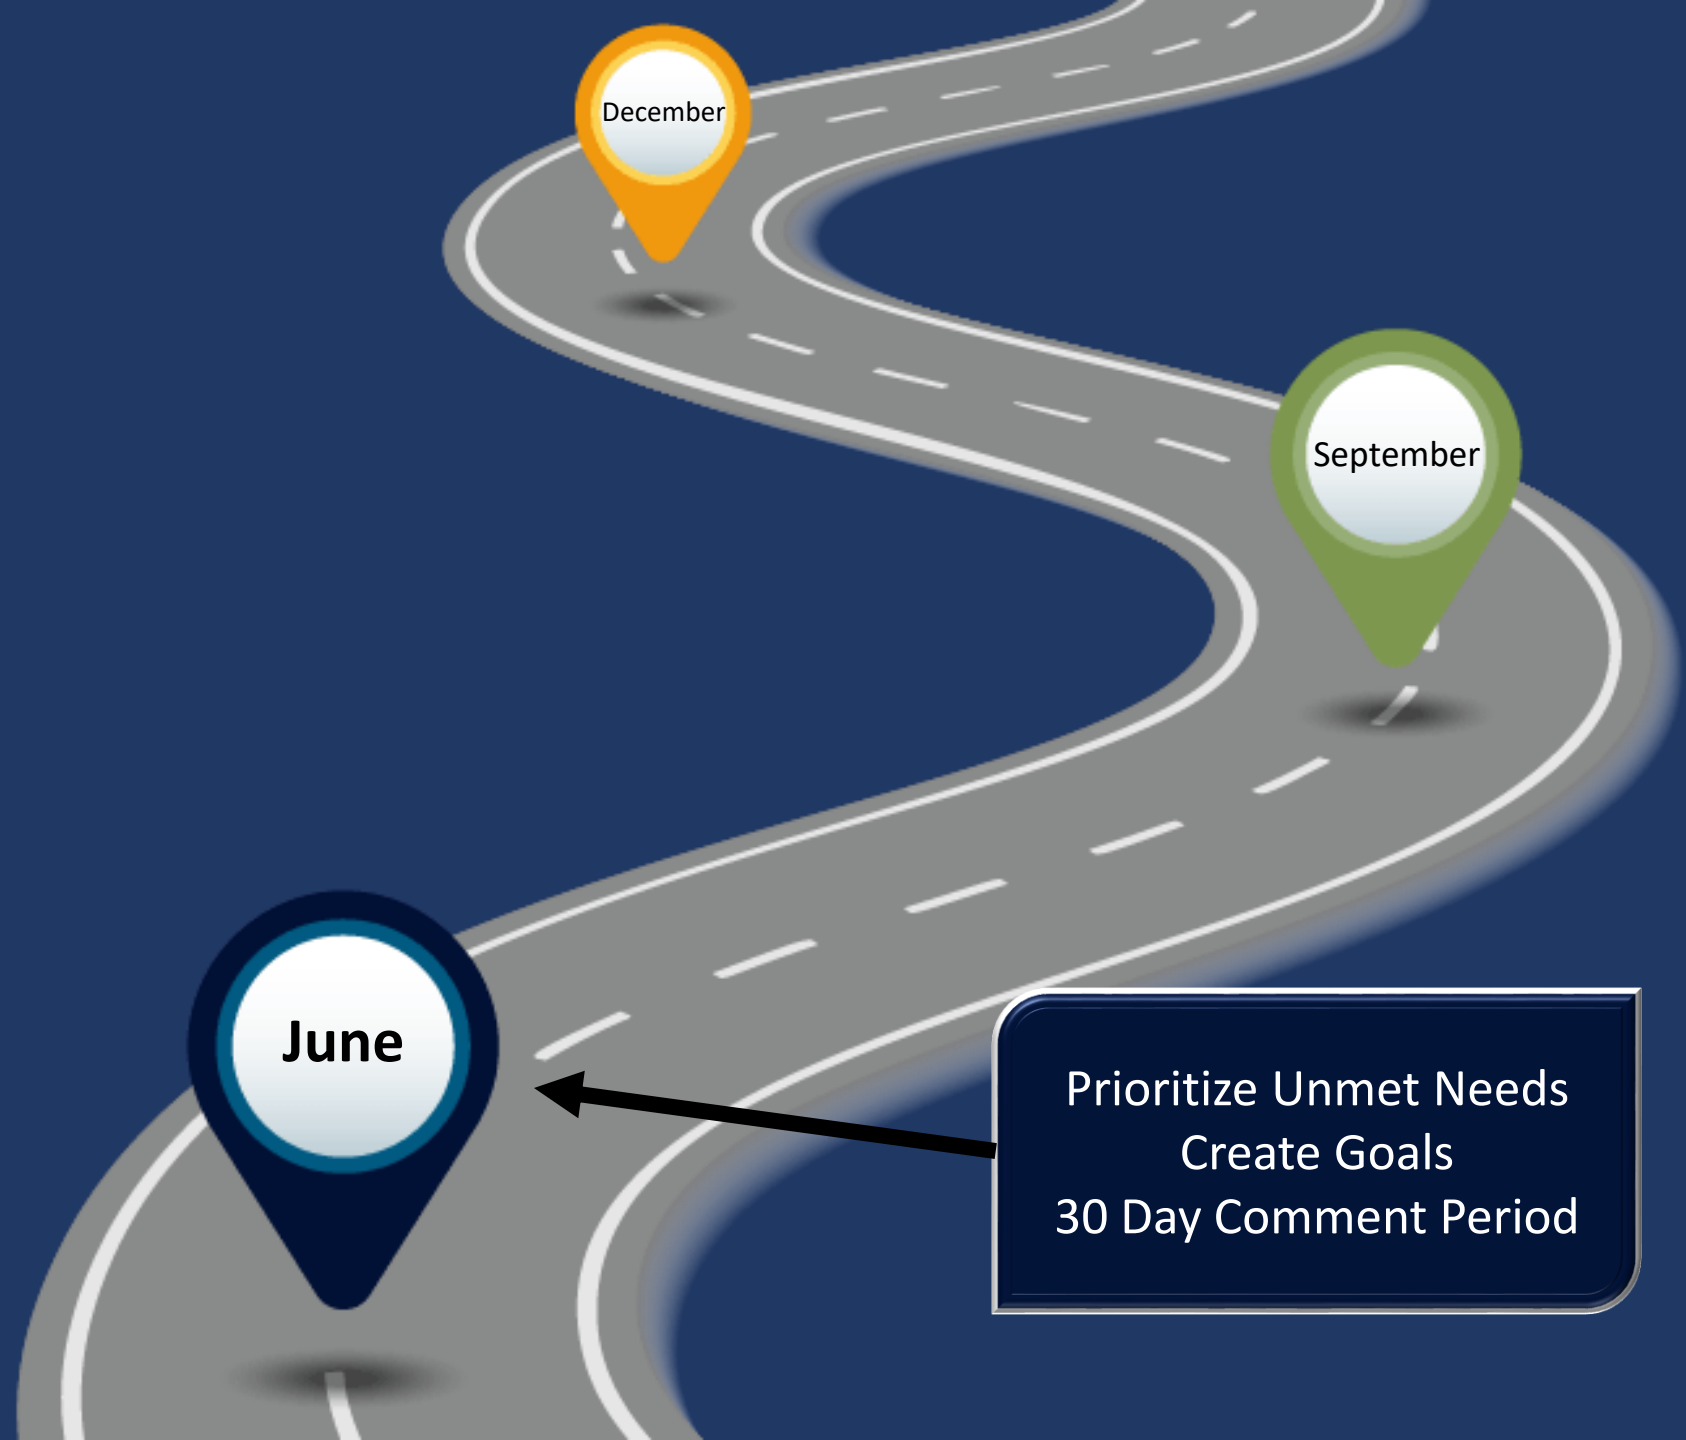 December
September
June
Prioritize Unmet Needs
Create Goals
30 Day Comment Period